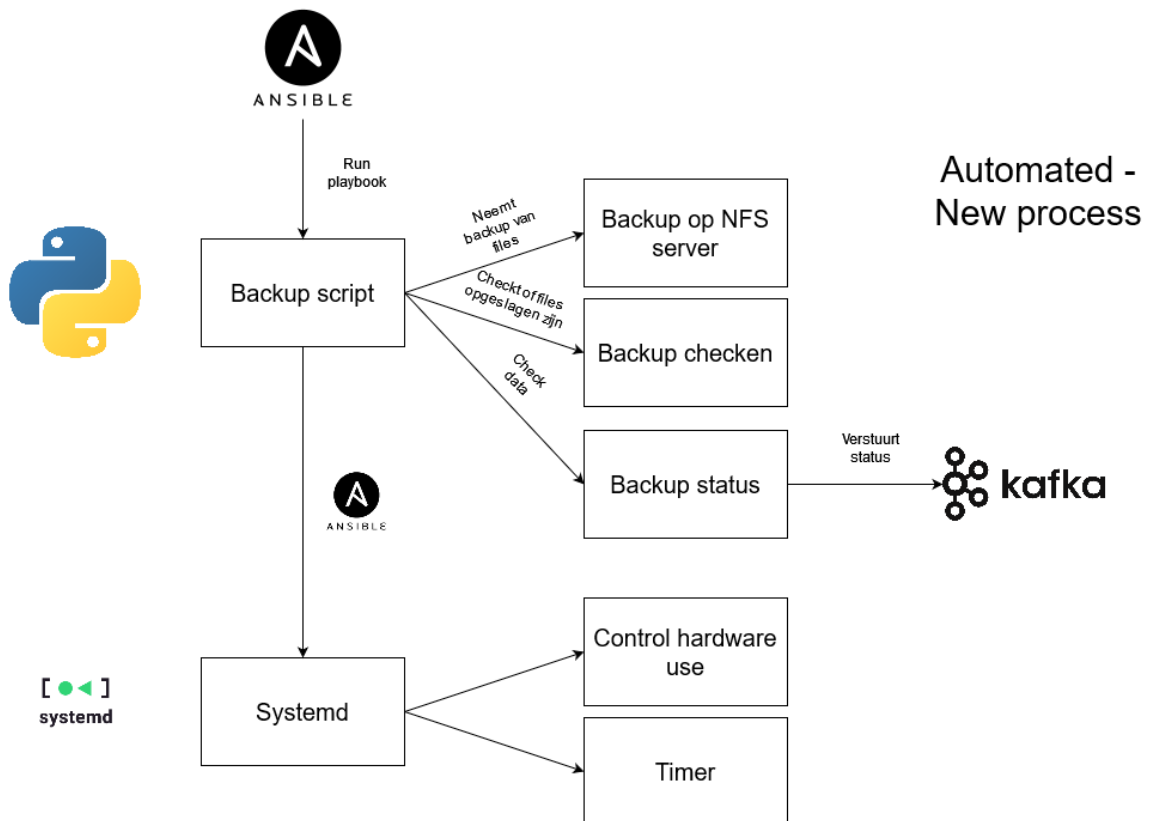 ANSIBLE
Run
playbook
Automated -
New process
Neemt
backup van
files
Backup op NFS
server
Backup script
Checkt of files
opgeslagen zijn
Backup checken
Check
data
Backup status
Verstuurt
status
kafka
ANSIBLE
Control hardware
use
systemd
Systemd
Timer